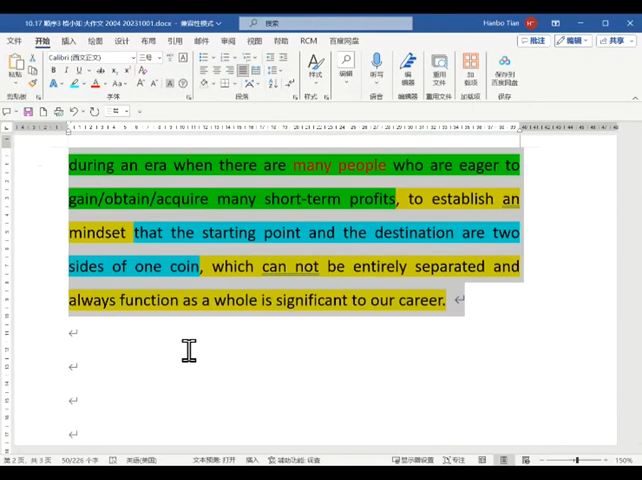 10.17 顺序3 格小知 大作文 2004 20231001.docx - 兼容性模式
搜索
Hanbo Tian
文件 开始 插入 绘图 设计 布局 引用 邮件 审阅 视图 帮助 RCM 百度网盘 批注 编辑 共享
Calibri (西文正文) 三号
粘贴 样式 编辑 听写 编辑器 重用文件 加载项 保存到百度网盘
剪贴板 字体 段落 样式 语音 编辑器 重用文件 加载项 保存
during an era when there are many people who are eager to
gain/obtain/acquire many short-term profits, to establish an
mindset that the starting point and the destination are two
sides of one coin, which can not be entirely separated and
always function as a whole is significant to our career.
第 2 页, 共 3 页 50/226 个字 英语(美国) 文本预测: 打开 插入 辅助功能: 调查 显示器设置 专注 150%